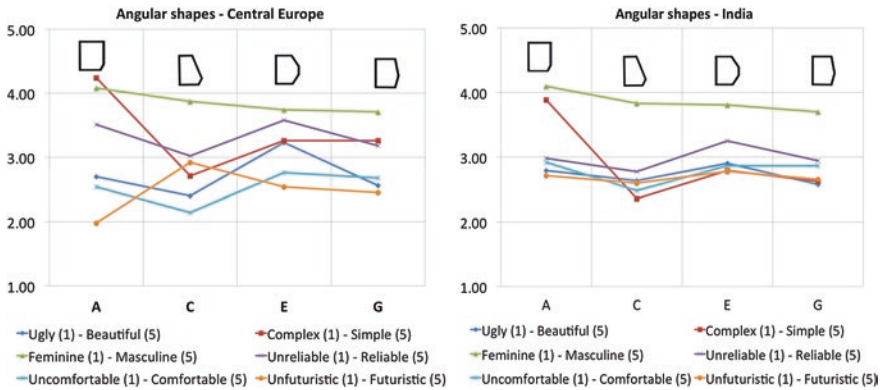 Angular shapes - Central Europe
5.00
4.00
3.00
2.00
1.00
A C E G
Ugly (1) - Beautiful (5) Complex (1) - Simple (5)
Feminine (1) - Masculine (5) Unreliable (1) - Reliable (5)
Uncomfortable (1) - Comfortable (5) Unfuturistic (1) - Futuristic (5)
Angular shapes - India
5.00
4.00
3.00
2.00
1.00
A C E G
Ugly (1) - Beautiful (5) Complex (1) - Simple (5)
Feminine (1) - Masculine (5) Unreliable (1) - Reliable (5)
Uncomfortable (1) - Comfortable (5) Unfuturistic (1) - Futuristic (5)